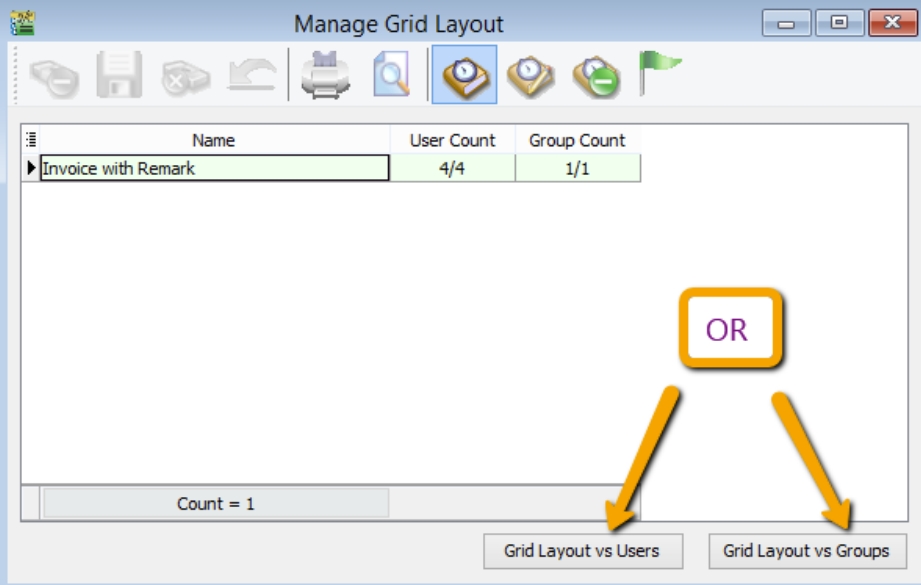 Manage Grid Layout
Name User Count Group Count
Invoice with Remark 4/4 1/1
OR
Count = 1
Grid Layout vs Users Grid Layout vs Groups